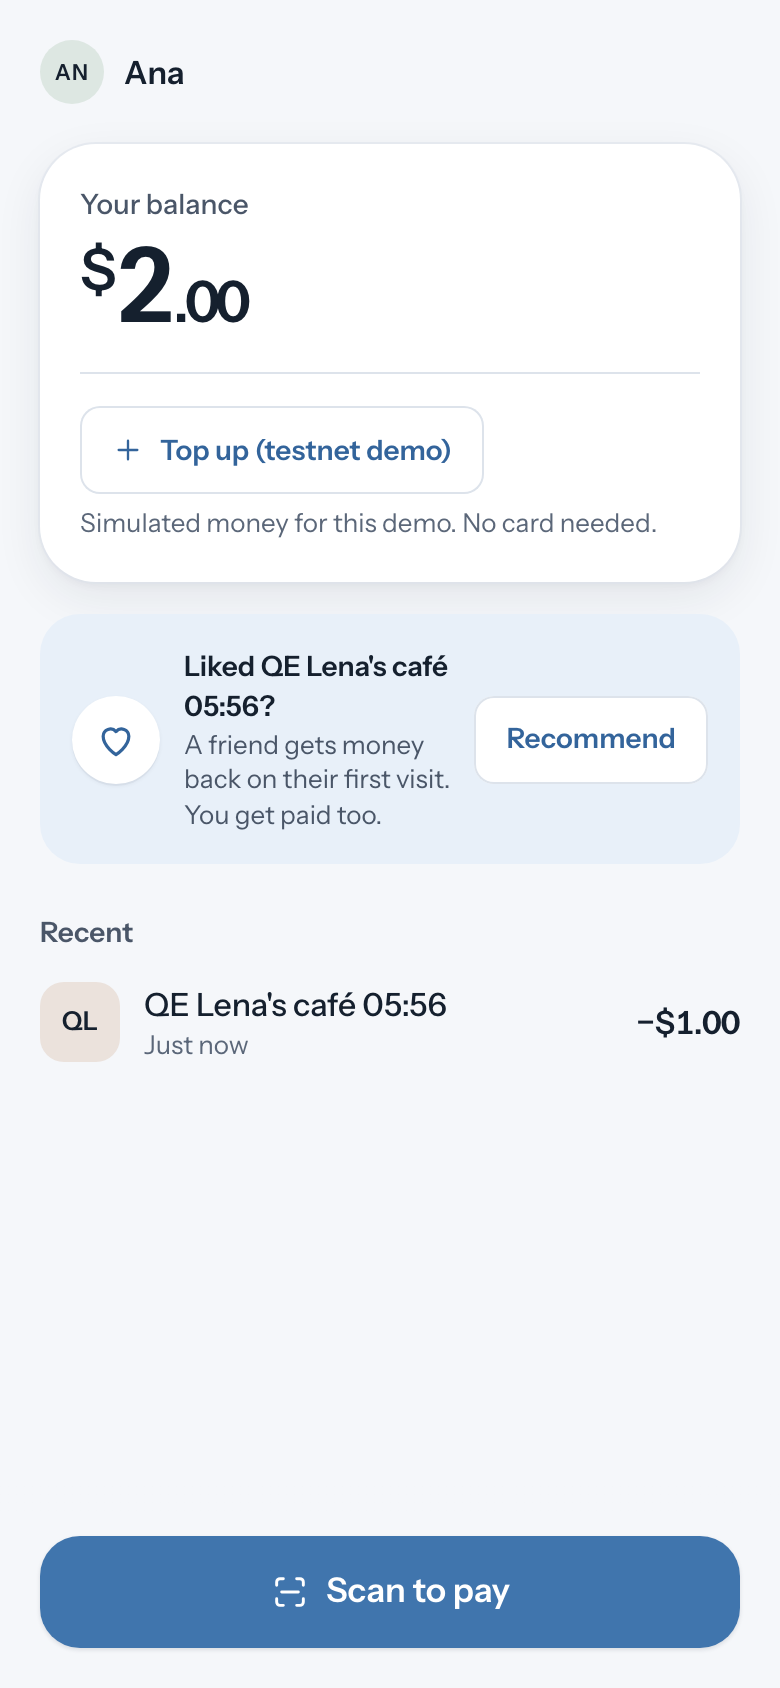 AN
Ana
Your balance
$2.00
Top up (testnet demo)
Simulated money for this demo. No card needed.
Liked QE Lena's café
05:56?
A friend gets money
back on their first visit.
You get paid too.
Recommend
Recent
QL
QE Lena's café 05:56
Just now
−$1.00
Scan to pay